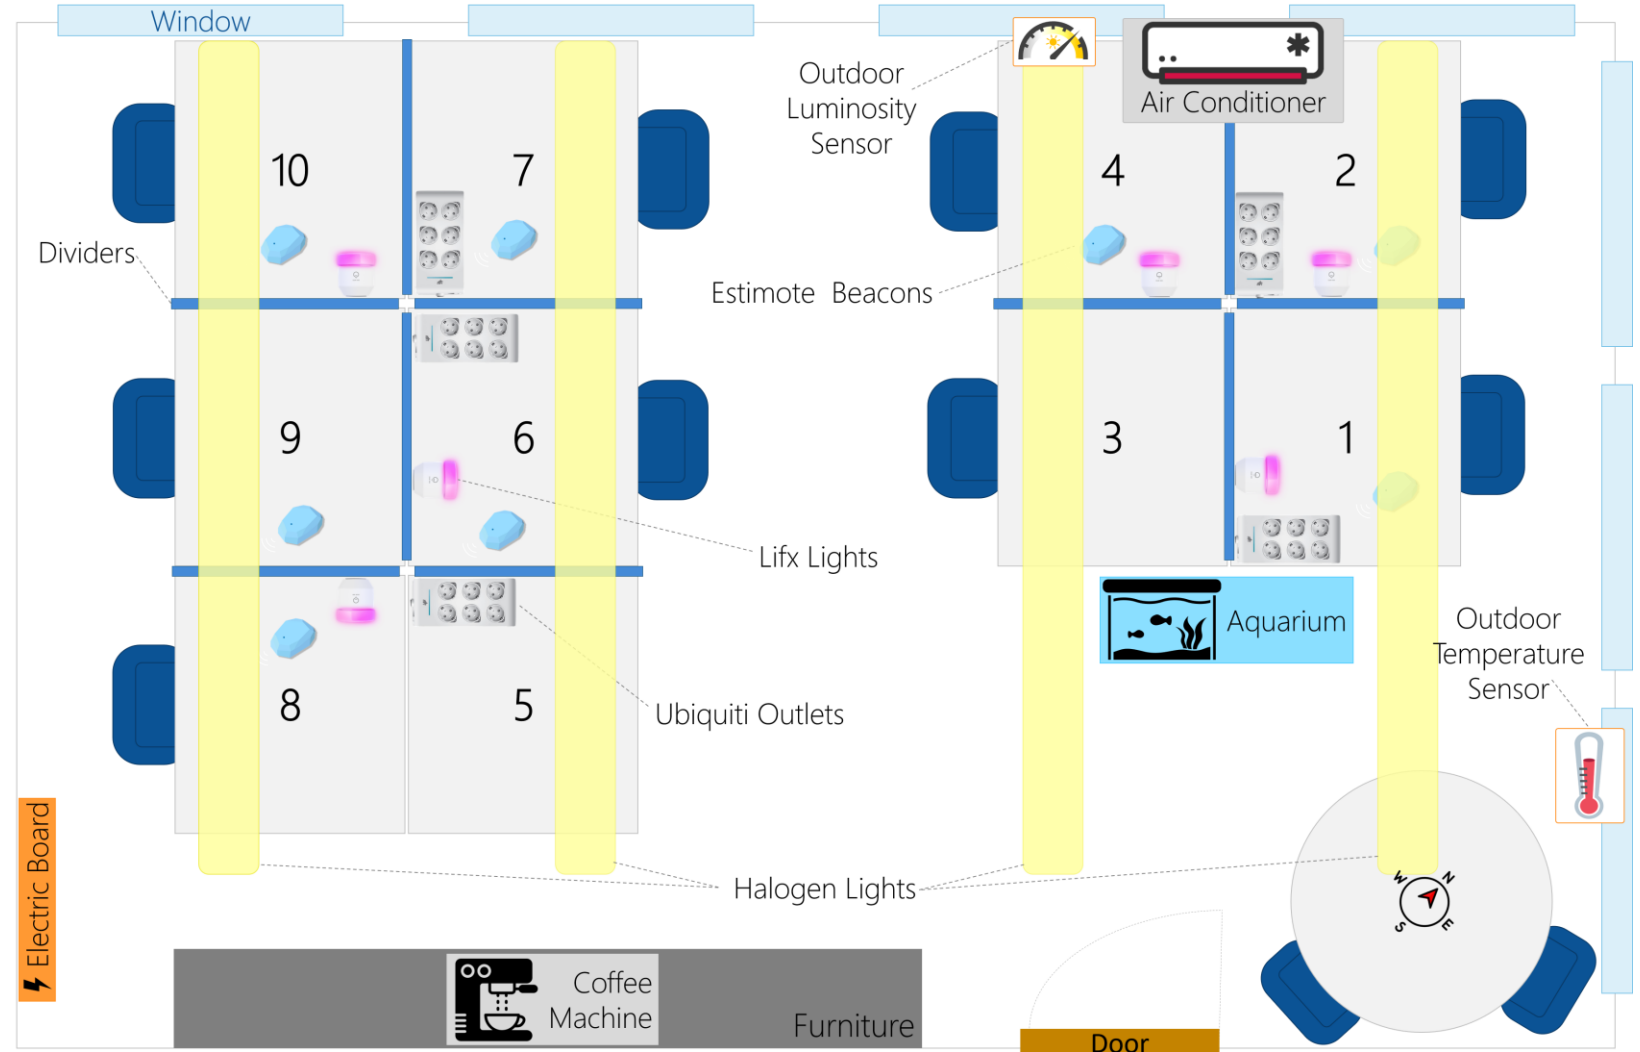 Window
Outdoor
Luminosity
Sensor
Air Conditioner
10
7
4
2
Dividers
Estimote Beacons
9
6
3
1
Lifx Lights
Aquarium
Outdoor
Temperature
Sensor
8
5
Ubiquiti Outlets
Electric Board
Halogen Lights
W
N
S
E
Coffee
Machine
Furniture
Door